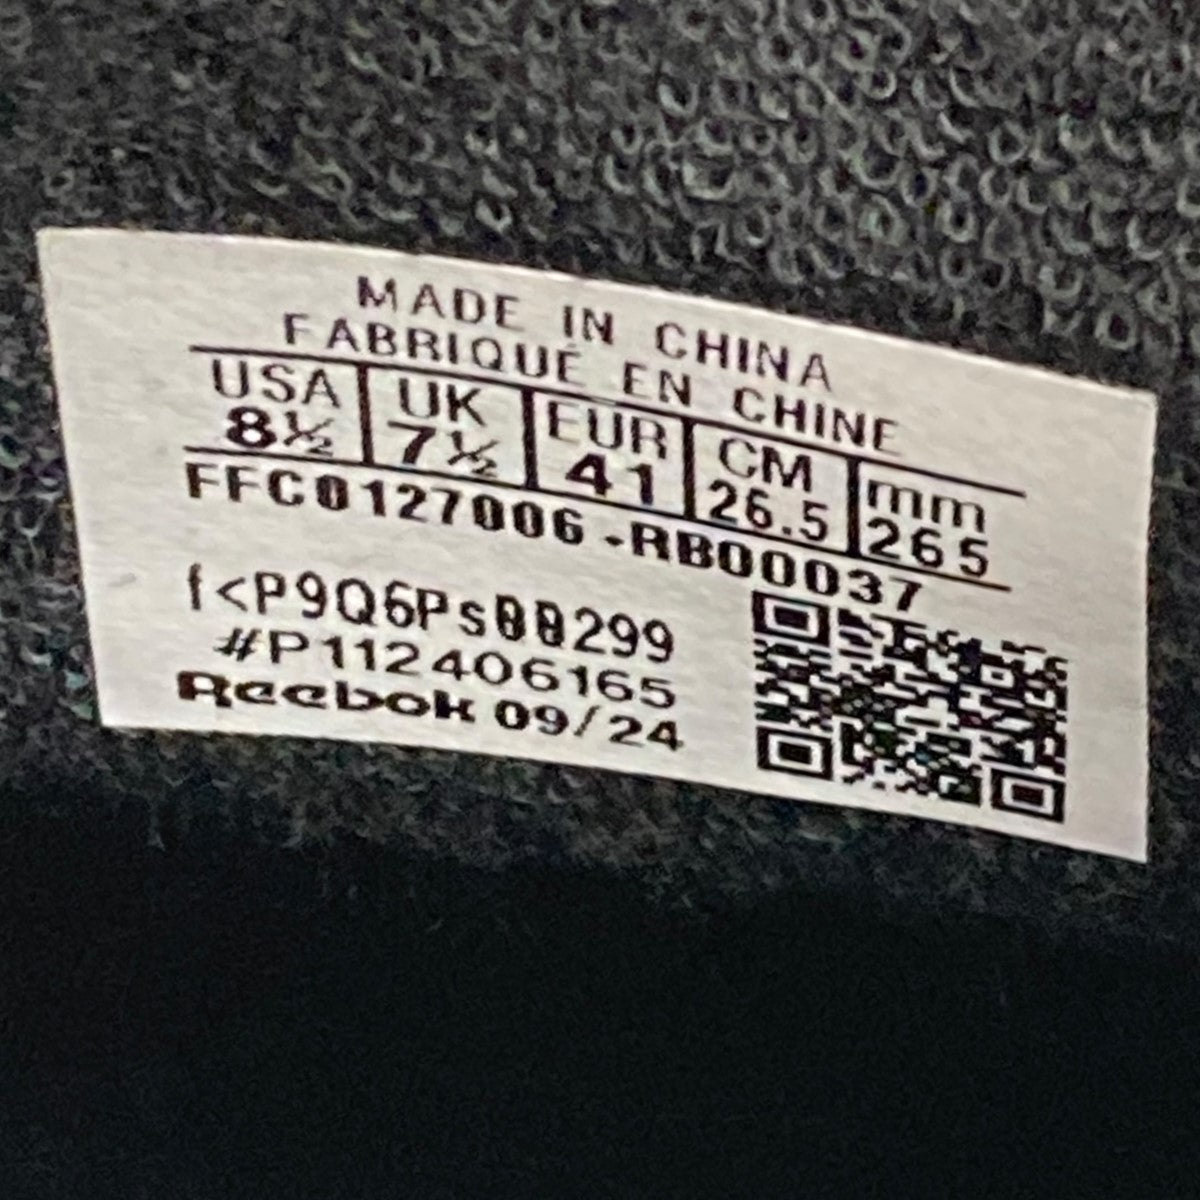 MADE IN CHINA
FABRIQUÉ EN CHINE
USA UK EUR CM mm
8½ 7½ 41 26.5 265
FFC0127006-RB00037
f<P9Q6Ps00299
#P112406165
Reebok 09/24